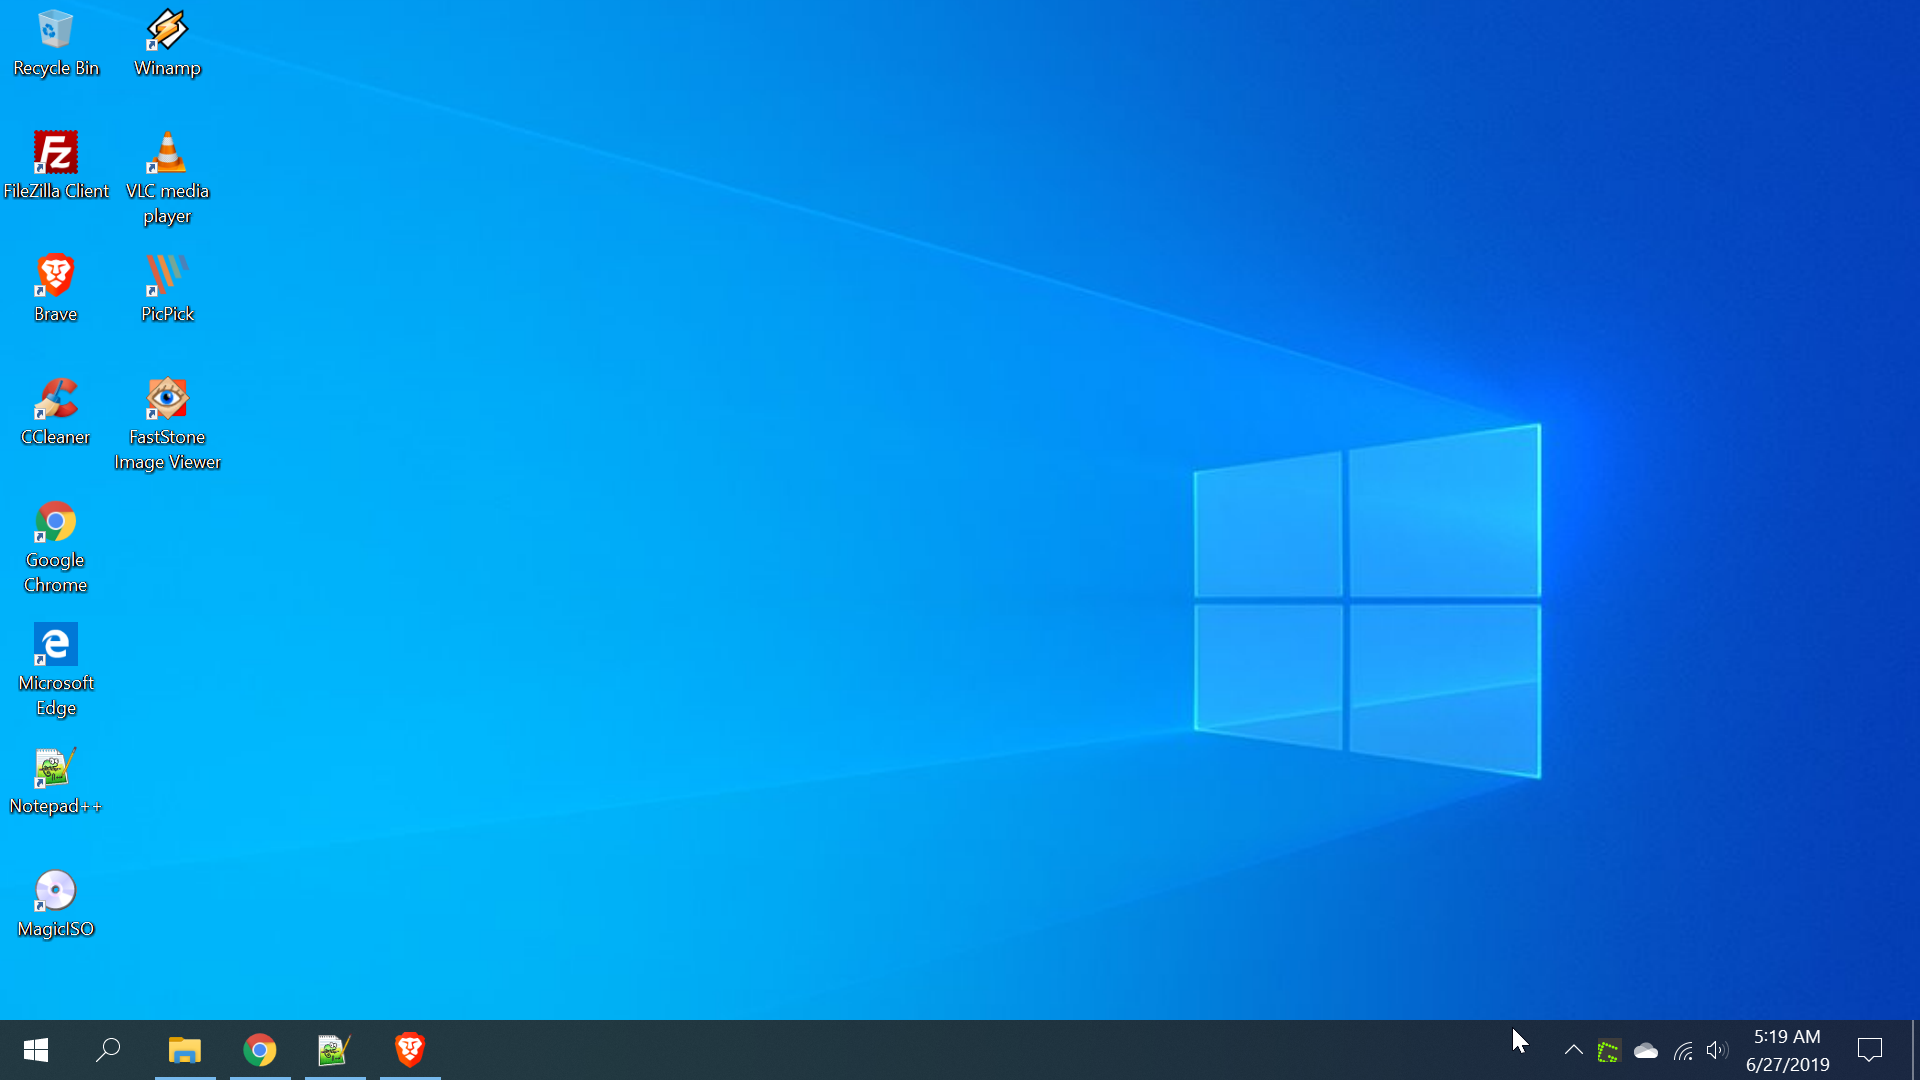 Recycle Bin
Winamp
FileZilla Client
VLC media
player
Brave
PicPick
CCleaner
FastStone
Image Viewer
Google
Chrome
Microsoft
Edge
Notepad++
MagicISO
5:19 AM
6/27/2019